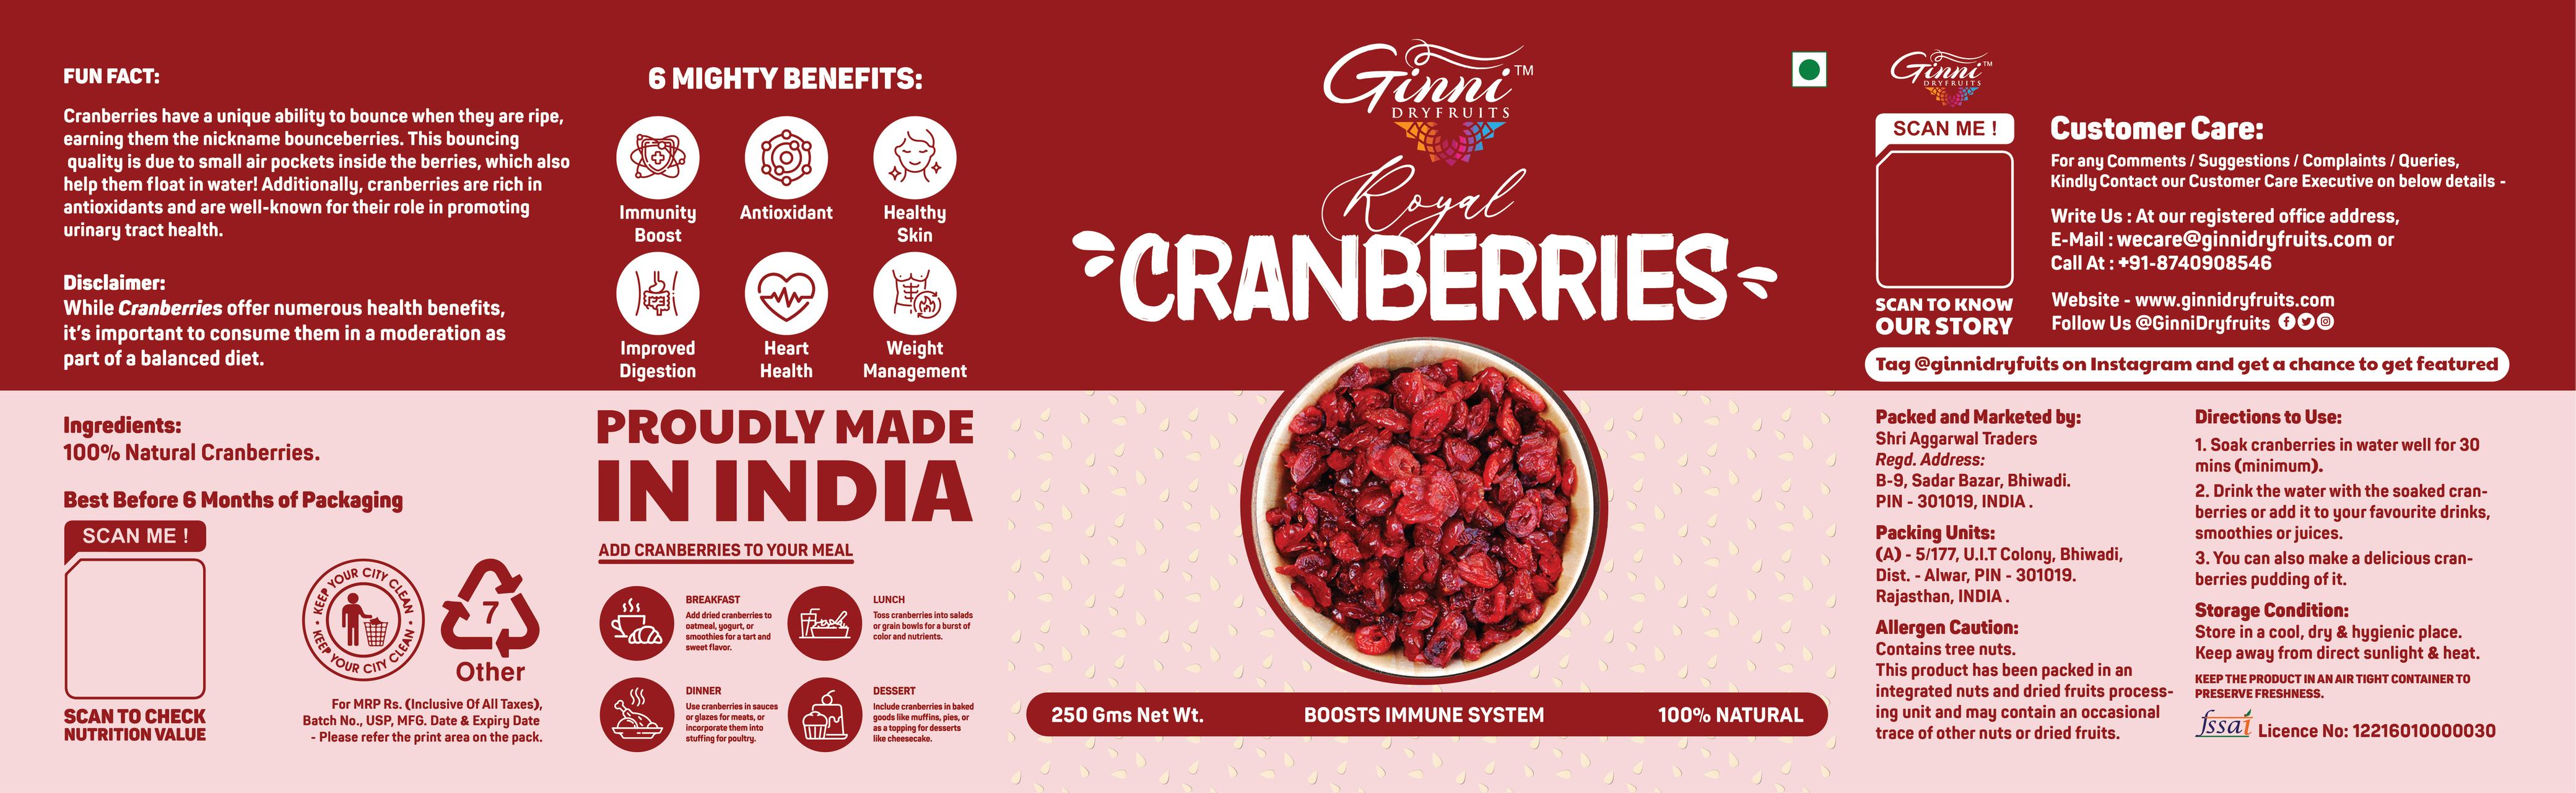 FUN FACT:
Cranberries have a unique ability to bounce when they are ripe,
earning them the nickname bounceberries. This bouncing
quality is due to small air pockets inside the berries, which also
help them float in water! Additionally, cranberries are rich in
antioxidants and are well-known for their role in promoting
urinary tract health.
Disclaimer:
While Cranberries offer numerous health benefits,
it's important to consume them in a moderation as
part of a balanced diet.
Ingredients:
100% Natural Cranberries.
Best Before 6 Months of Packaging
SCAN ME !
SCAN TO CHECK
NUTRITION VALUE
KEEP YOUR CITY CLEAN
KEEP YOUR CITY CLEAN
7
Other
For MRP Rs. (Inclusive Of All Taxes),
Batch No., USP, MFG. Date & Expiry Date
- Please refer the print area on the pack.
6 MIGHTY BENEFITS:
Immunity
Boost
Antioxidant
Healthy
Skin
Improved
Digestion
Heart
Health
Weight
Management
PROUDLY MADE
IN INDIA
ADD CRANBERRIES TO YOUR MEAL
BREAKFAST
Add dried cranberries to
oatmeal, yogurt, or
smoothies for a tart and
sweet flavor.
LUNCH
Toss cranberries into salads
or grain bowls for a burst of
color and nutrients.
DINNER
Use cranberries in sauces
or glazes for meats, or
incorporate them into
stuffing for poultry.
DESSERT
Include cranberries in baked
goods like muffins, pies, or
as a topping for desserts
like cheesecake.
Ginni TM
DRYFRUITS
Royal
CRANBERRIES
250 Gms Net Wt.
BOOSTS IMMUNE SYSTEM
100% NATURAL
Ginni TM
DRYFRUITS
SCAN ME !
SCAN TO KNOW
OUR STORY
Customer Care:
For any Comments / Suggestions / Complaints / Queries,
Kindly Contact our Customer Care Executive on below details -
Write Us : At our registered office address,
E-Mail : wecare@ginnidryfruits.com or
Call At : +91-8740908546
Website - www.ginnidryfruits.com
Follow Us @GinniDryfruits
Tag @ginnidryfuits on Instagram and get a chance to get featured
Packed and Marketed by:
Shri Aggarwal Traders
Regd. Address:
B-9, Sadar Bazar, Bhiwadi.
PIN - 301019, INDIA .
Packing Units:
(A) - 5/177, U.I.T Colony, Bhiwadi,
Dist. - Alwar, PIN - 301019.
Rajasthan, INDIA .
Allergen Caution:
Contains tree nuts.
This product has been packed in an
integrated nuts and dried fruits process-
ing unit and may contain an occasional
trace of other nuts or dried fruits.
Directions to Use:
1. Soak cranberries in water well for 30
mins (minimum).
2. Drink the water with the soaked cran-
berries or add it to your favourite drinks,
smoothies or juices.
3. You can also make a delicious cran-
berries pudding of it.
Storage Condition:
Store in a cool, dry & hygienic place.
Keep away from direct sunlight & heat.
KEEP THE PRODUCT IN AN AIR TIGHT CONTAINER TO
PRESERVE FRESHNESS.
fssai Licence No: 12216010000030